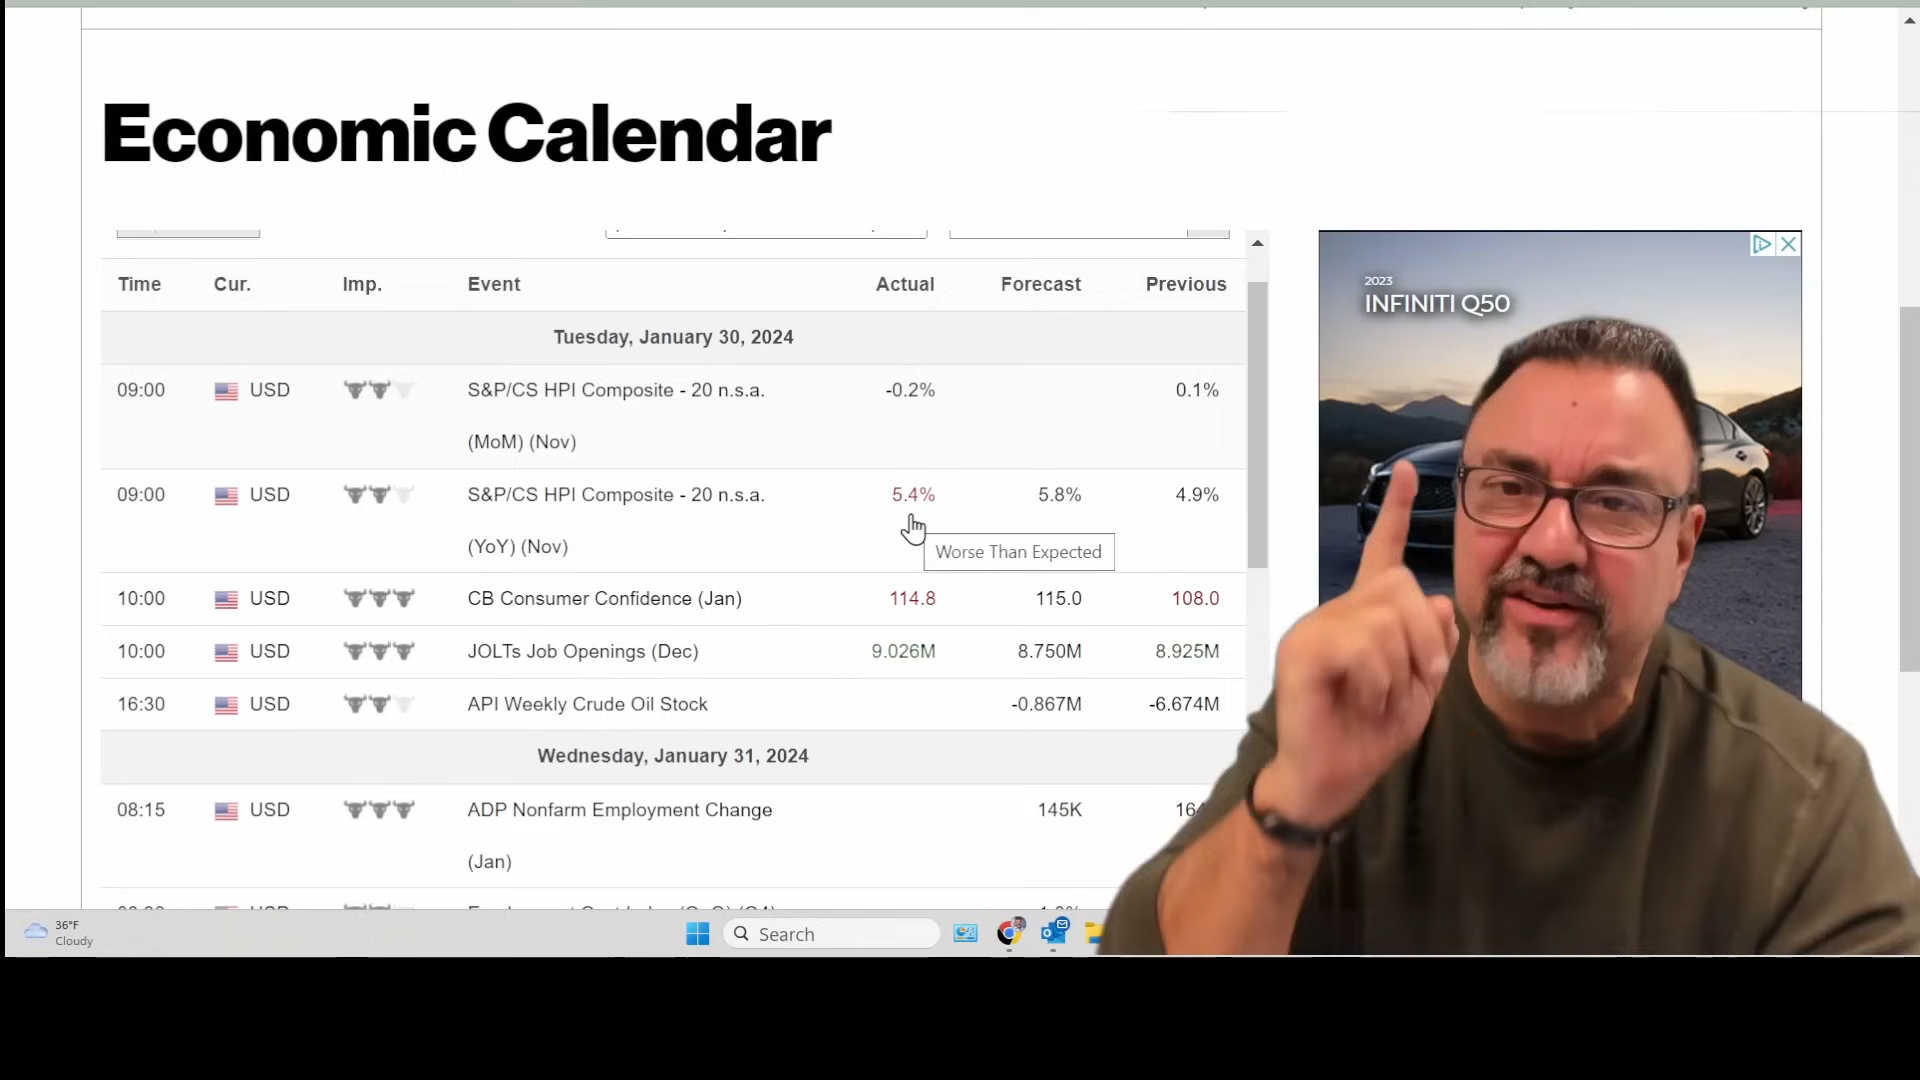 Economic Calendar
2023
INFINITI Q50
Time Cur. Imp. Event Actual Forecast Previous
Tuesday, January 30, 2024
09:00 USD S&P/CS HPI Composite - 20 n.s.a. -0.2% 0.1%
(MoM) (Nov)
09:00 USD S&P/CS HPI Composite - 20 n.s.a. 5.4% 5.8% 4.9%
(YoY) (Nov)
Worse Than Expected
10:00 USD CB Consumer Confidence (Jan) 114.8 115.0 108.0
10:00 USD JOLTs Job Openings (Dec) 9.026M 8.750M 8.925M
16:30 USD API Weekly Crude Oil Stock -0.867M -6.674M
Wednesday, January 31, 2024
08:15 USD ADP Nonfarm Employment Change 145K
(Jan)
36°F
Cloudy
Search